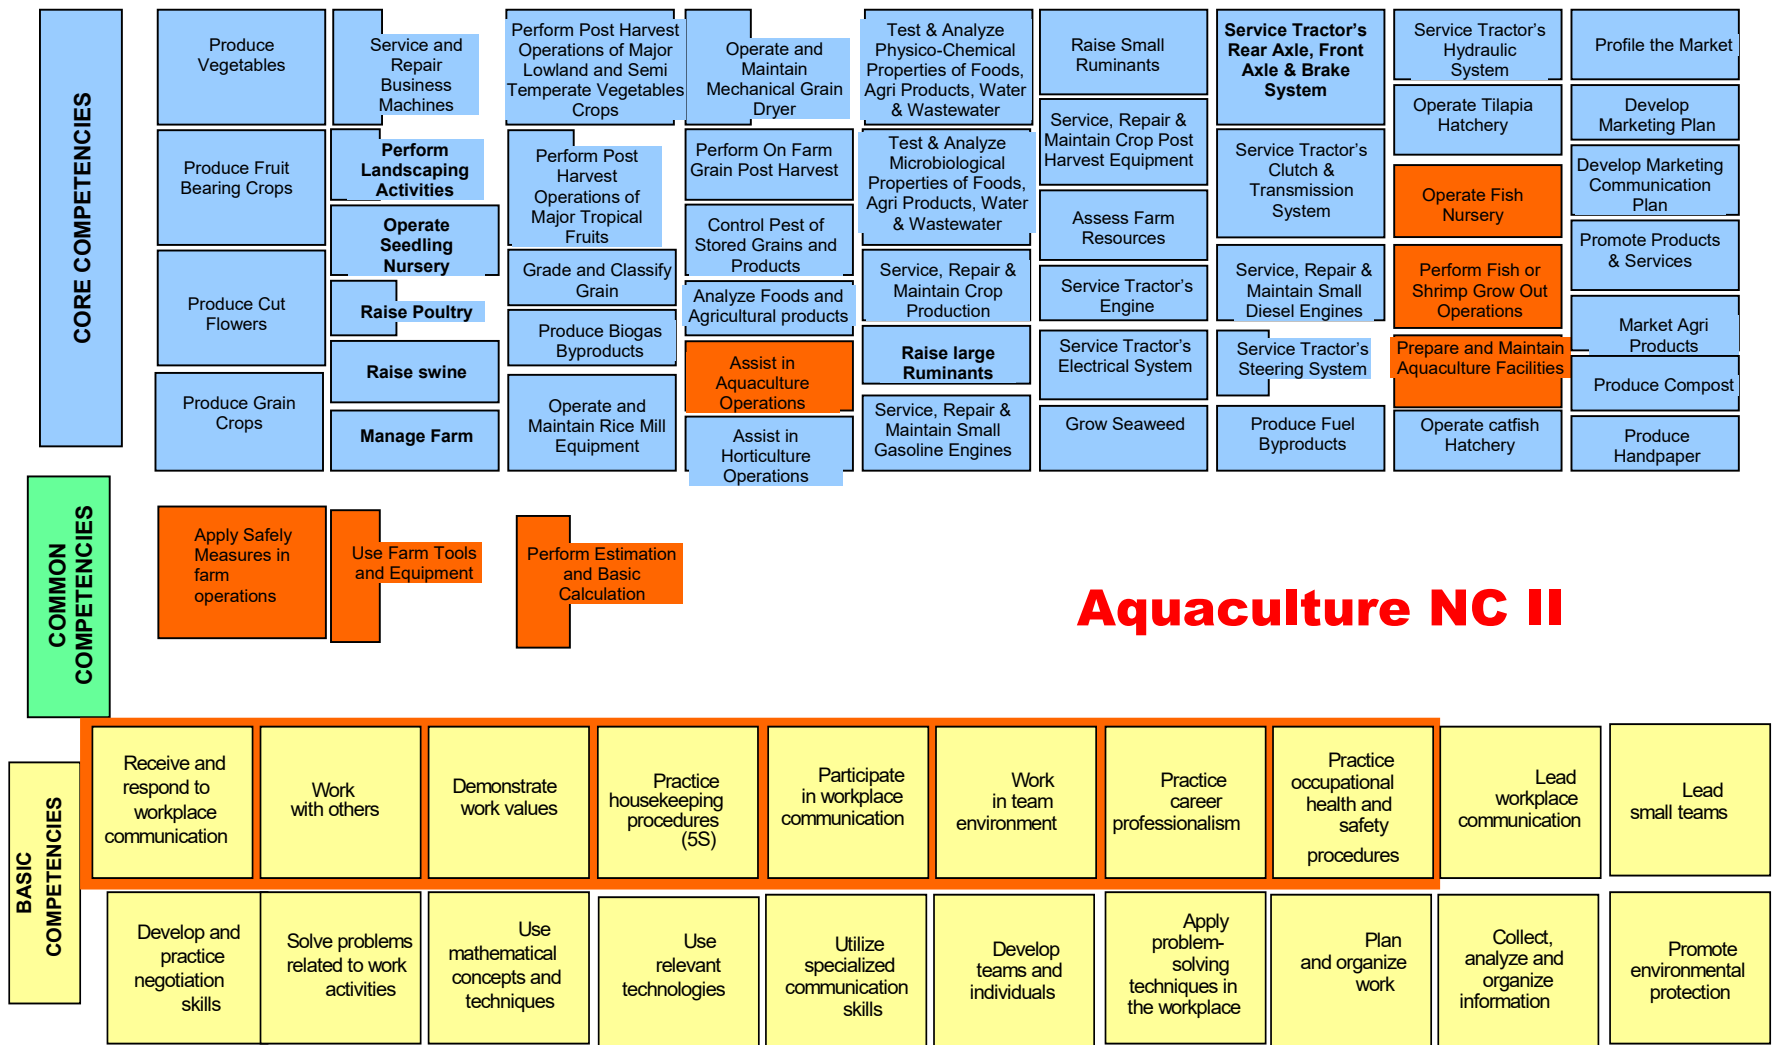 CORE COMPETENCIES
Produce
Vegetables
Produce Fruit
Bearing Crops
Produce Cut
Flowers
Produce Grain
Crops
Service and
Repair
Business
Machines
Perform
Landscaping
Activities
Operate
Seedling
Nursery
Raise Poultry
Raise swine
Manage Farm
Perform Post Harvest
Operations of Major
Lowland and Semi
Temperate Vegetables
Crops
Perform Post
Harvest
Operations of
Major Tropical
Fruits
Grade and Classify
Grain
Produce Biogas
Byproducts
Operate and
Maintain Rice Mill
Equipment
Operate and
Maintain
Mechanical Grain
Dryer
Perform On Farm
Grain Post Harvest
Control Pest of
Stored Grains and
Products
Analyze Foods and
Agricultural products
Assist in
Aquaculture
Operations
Assist in
Horticulture
Operations
Test & Analyze
Physico-Chemical
Properties of Foods,
Agri Products, Water
& Wastewater
Test & Analyze
Microbiological
Properties of Foods,
Agri Products, Water
& Wastewater
Service, Repair &
Maintain Crop
Production
Raise large
Ruminants
Service, Repair &
Maintain Small
Gasoline Engines
Raise Small
Ruminants
Service, Repair &
Maintain Crop Post
Harvest Equipment
Assess Farm
Resources
Service Tractor's
Engine
Service Tractor's
Electrical System
Grow Seaweed
Service Tractor's
Rear Axle, Front
Axle & Brake
System
Service Tractor's
Clutch &
Transmission
System
Service, Repair &
Maintain Small
Diesel Engines
Service Tractor's
Steering System
Produce Fuel
Byproducts
Service Tractor's
Hydraulic
System
Operate Tilapia
Hatchery
Operate Fish
Nursery
Perform Fish or
Shrimp Grow Out
Operations
Prepare and Maintain
Aquaculture Facilities
Operate catfish
Hatchery
Profile the Market
Develop
Marketing Plan
Develop Marketing
Communication
Plan
Promote Products
& Services
Market Agri
Products
Produce Compost
Produce
Handpaper
COMMON
COMPETENCIES
Apply Safely
Measures in
farm
operations
Use Farm Tools
and Equipment
Perform Estimation
and Basic
Calculation
Aquaculture NC II
BASIC
COMPETENCIES
Receive and
respond to
workplace
communication
Work
with others
Demonstrate
work values
Practice
housekeeping
procedures
(5S)
Participate
in workplace
communication
Work
in team
environment
Practice
career
professionalism
Practice
occupational
health and
safety
procedures
Lead
workplace
communication
Lead
small teams
Develop and
practice
negotiation
skills
Solve problems
related to work
activities
Use
mathematical
concepts and
techniques
Use
relevant
technologies
Utilize
specialized
communication
skills
Develop
teams and
individuals
Apply
problem-
solving
techniques in
the workplace
Plan
and organize
work
Collect,
analyze and
organize
information
Promote
environmental
protection